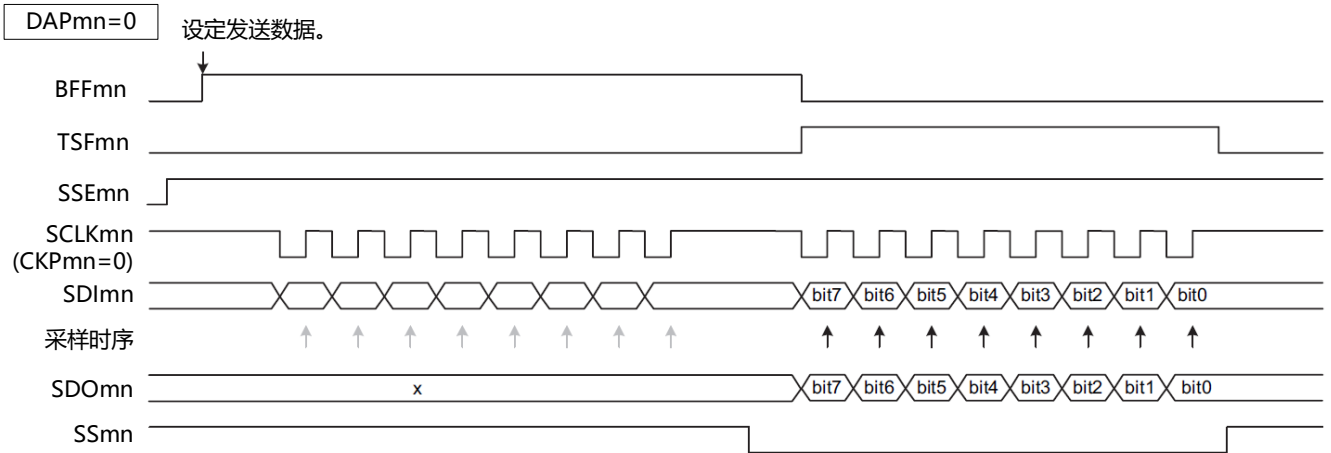 DAPmn=0
设定发送数据。
BFFmn
TSFmn
SSEmn
SCLKmn
(CKPmn=0)
SDImn
bit7 bit6 bit5 bit4 bit3 bit2 bit1 bit0
采样时序
SDOmn
x
bit7 bit6 bit5 bit4 bit3 bit2 bit1 bit0
SSmn